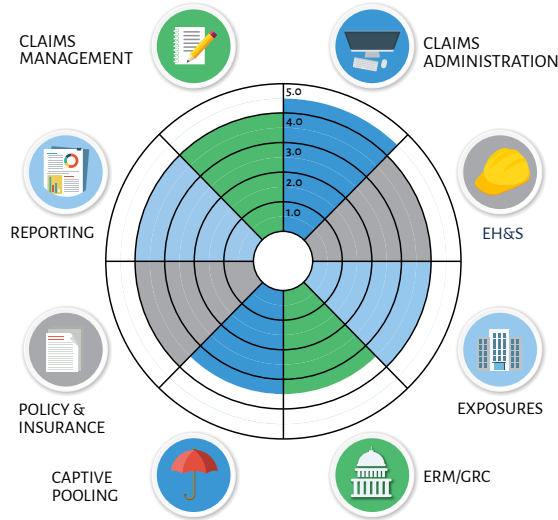 CLAIMS
MANAGEMENT
CLAIMS
ADMINISTRATION
5.0
4.0
3.0
2.0
1.0
REPORTING
EH&S
POLICY &
INSURANCE
EXPOSURES
CAPTIVE
POOLING
ERM/GRC